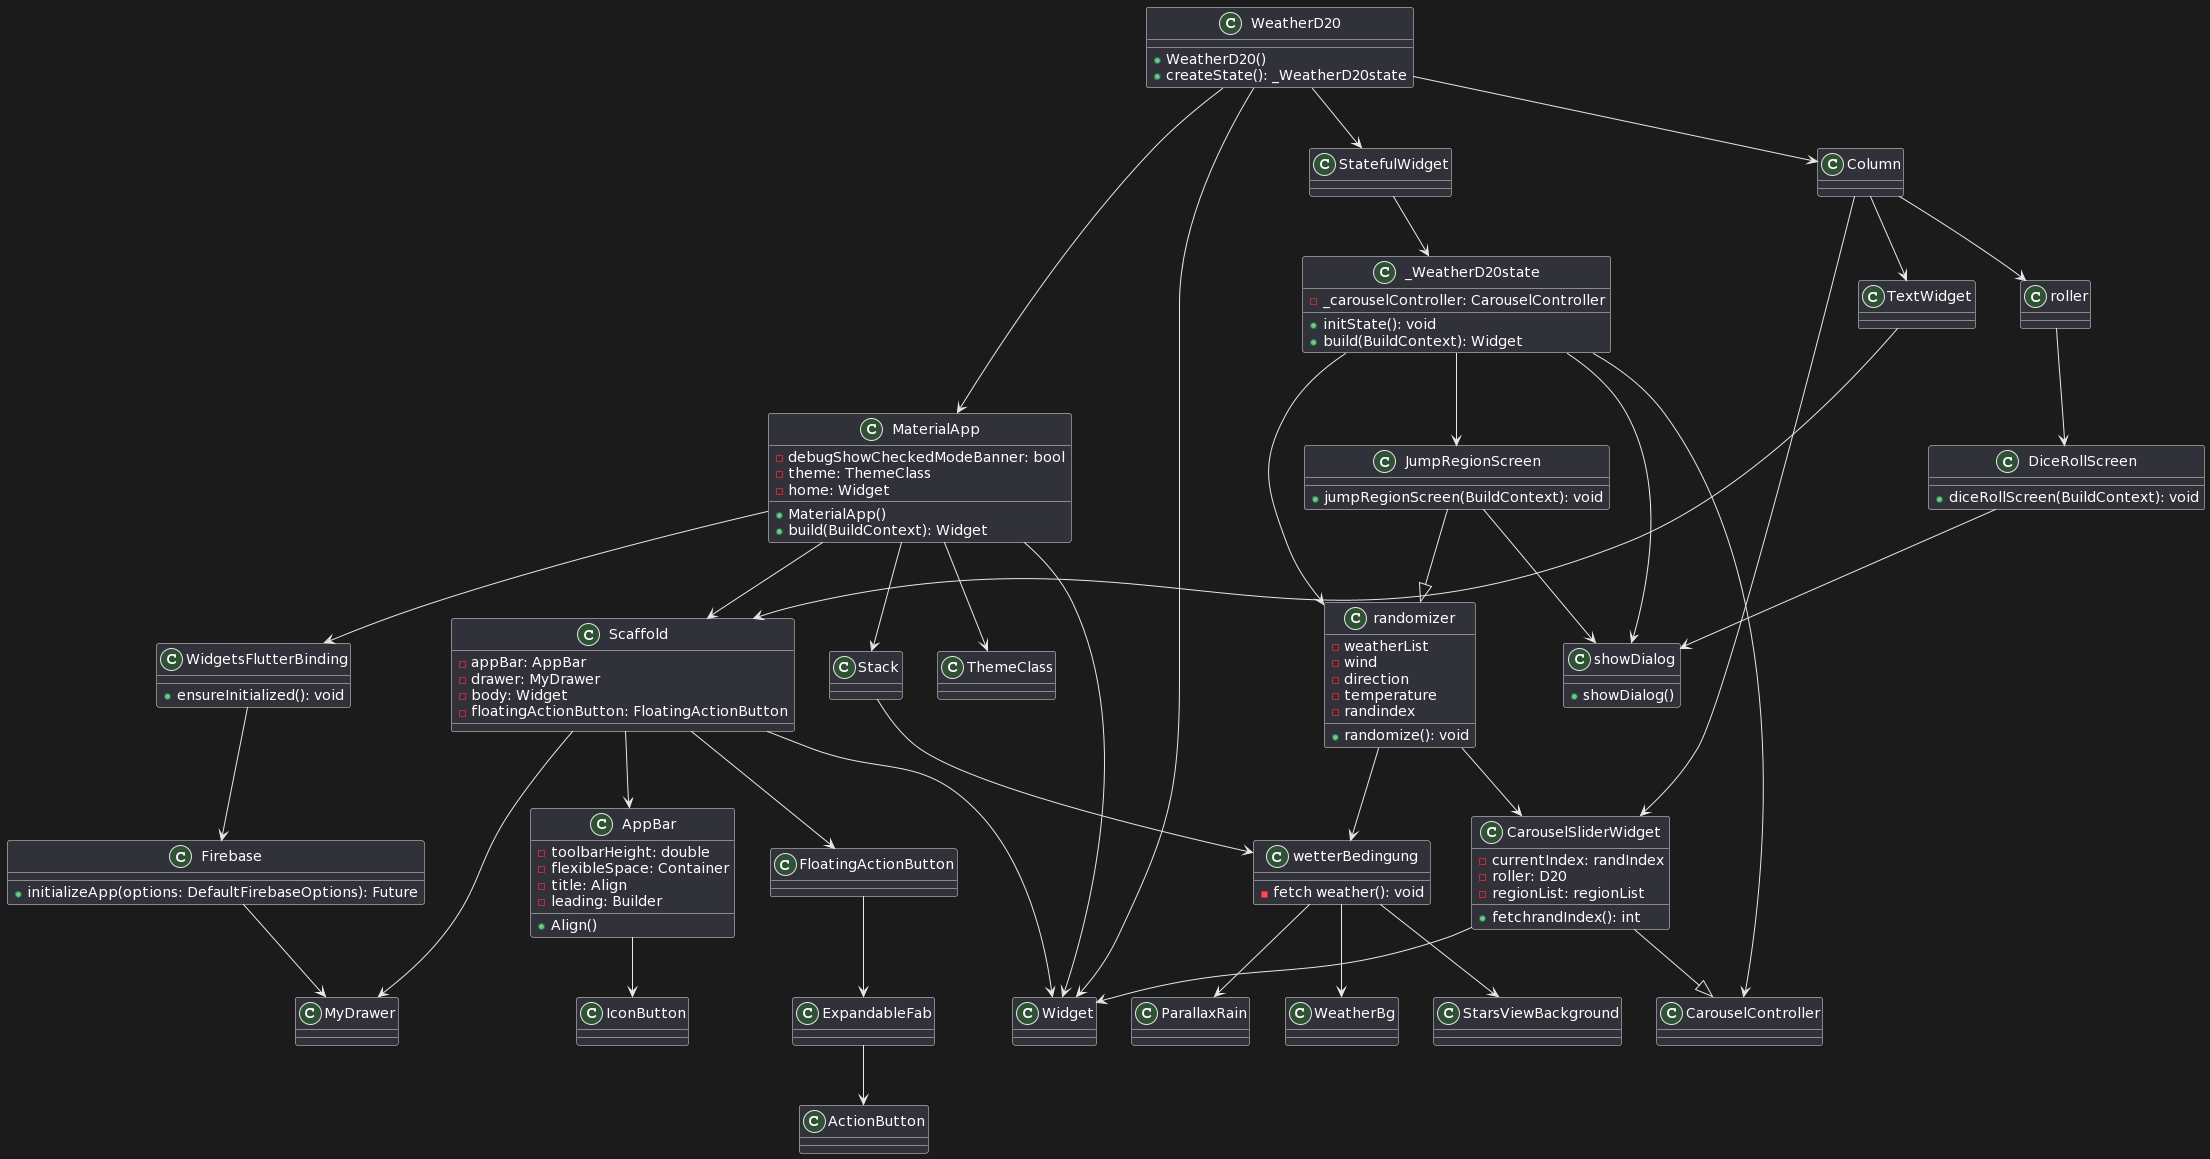 C WeatherD20
WeatherD20()
createState(): _WeatherD20state
C StatefulWidget
C Column
C _WeatherD20state
_carouselController: CarouselController
initState(): void
build(BuildContext): Widget
C TextWidget
C roller
C MaterialApp
debugShowCheckedModeBanner: bool
theme: ThemeClass
home: Widget
MaterialApp()
build(BuildContext): Widget
C JumpRegionScreen
jumpRegionScreen(BuildContext): void
C DiceRollScreen
diceRollScreen(BuildContext): void
C WidgetsFlutterBinding
ensureInitialized(): void
C Scaffold
appBar: AppBar
drawer: MyDrawer
body: Widget
floatingActionButton: FloatingActionButton
C Stack
C ThemeClass
C randomizer
weatherList
wind
direction
temperature
randindex
randomize(): void
C showDialog
showDialog()
C Firebase
initializeApp(options: DefaultFirebaseOptions): Future
C AppBar
toolbarHeight: double
flexibleSpace: Container
title: Align
leading: Builder
Align()
C FloatingActionButton
C wetterBedingung
fetch weather(): void
C CarouselSliderWidget
currentIndex: randIndex
roller: D20
regionList: regionList
fetchrandIndex(): int
C MyDrawer
C IconButton
C ExpandableFab
C Widget
C ParallaxRain
C WeatherBg
C StarsViewBackground
C CarouselController
C ActionButton